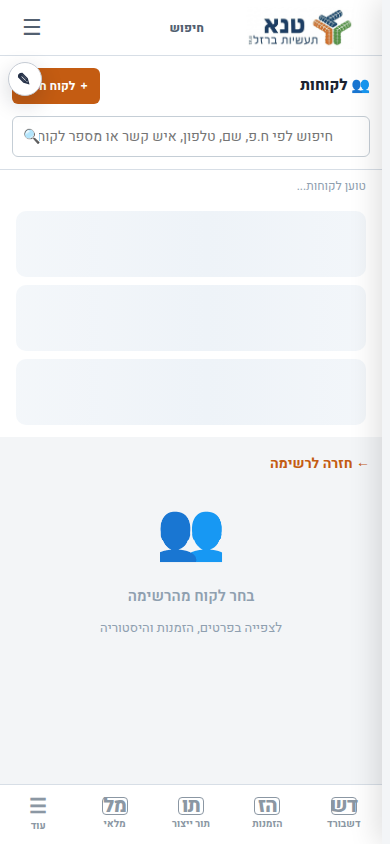 טנא
תעשיות ברזל
חיפוש
👥 לקוחות
+ לקוח
חיפוש לפי ח.פ, שם, טלפון, איש קשר או מספר לקוח
טוען לקוחות...
← חזרה לרשימה
בחר לקוח מהרשימה
לצפייה בפרטים, הזמנות והיסטוריה
דש
דשבורד
הז
הזמנות
תו
תור ייצור
מל
מלאי
עוד